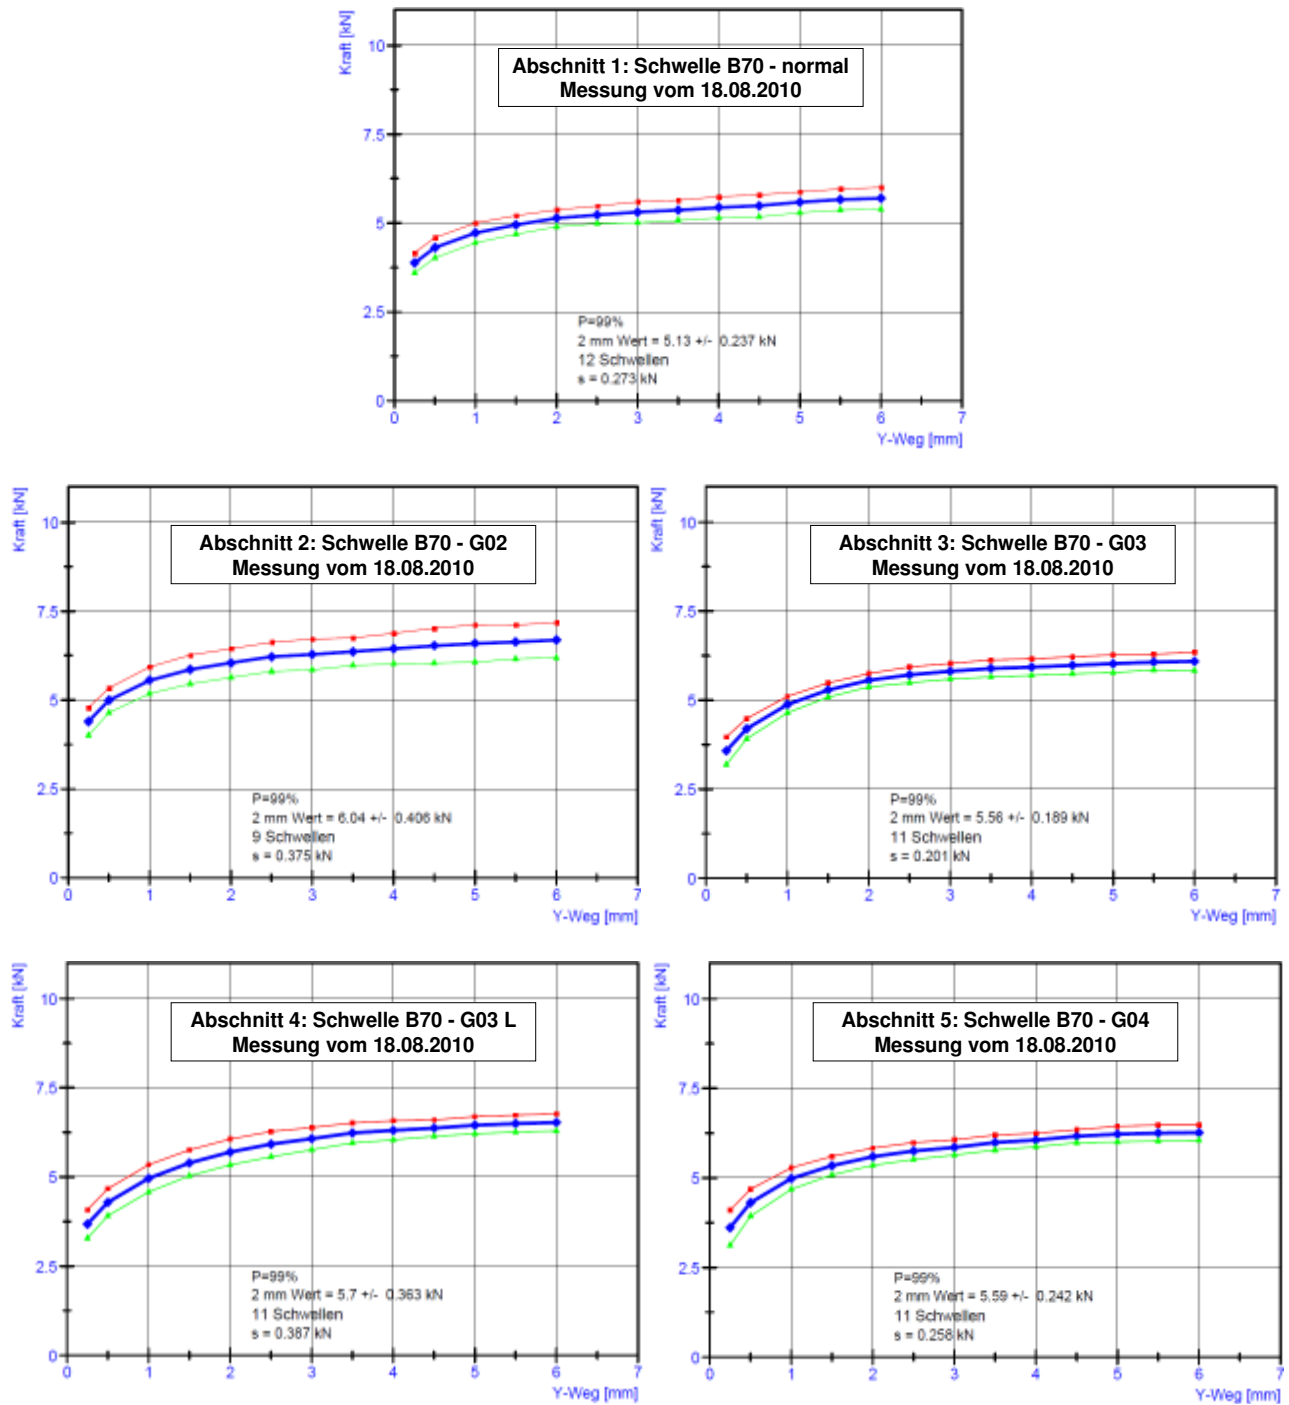 Kraft [kN]
Abschnitt 1: Schwelle B70 - normal
Messung vom 18.08.2010
10
7.5
5
2.5
0
P=99%
2 mm Wert = 5.13 +/- 0.237 kN
12 Schwellen
s = 0.273 kN
0 1 2 3 4 5 6 7
Y-Weg [mm]
Kraft [kN]
Abschnitt 2: Schwelle B70 - G02
Messung vom 18.08.2010
10
7.5
5
2.5
0
P=99%
2 mm Wert = 6.04 +/- 0.406 kN
9 Schwellen
s = 0.375 kN
0 1 2 3 4 5 6 7
Y-Weg [mm]
Kraft [kN]
Abschnitt 3: Schwelle B70 - G03
Messung vom 18.08.2010
10
7.5
5
2.5
0
P=99%
2 mm Wert = 5.56 +/- 0.189 kN
11 Schwellen
s = 0.201 kN
0 1 2 3 4 5 6 7
Y-Weg [mm]
Kraft [kN]
Abschnitt 4: Schwelle B70 - G03 L
Messung vom 18.08.2010
10
7.5
5
2.5
0
P=99%
2 mm Wert = 5.7 +/- 0.363 kN
11 Schwellen
s = 0.387 kN
0 1 2 3 4 5 6 7
Y-Weg [mm]
Kraft [kN]
Abschnitt 5: Schwelle B70 - G04
Messung vom 18.08.2010
10
7.5
5
2.5
0
P=99%
2 mm Wert = 5.59 +/- 0.242 kN
11 Schwellen
s = 0.258 kN
0 1 2 3 4 5 6 7
Y-Weg [mm]